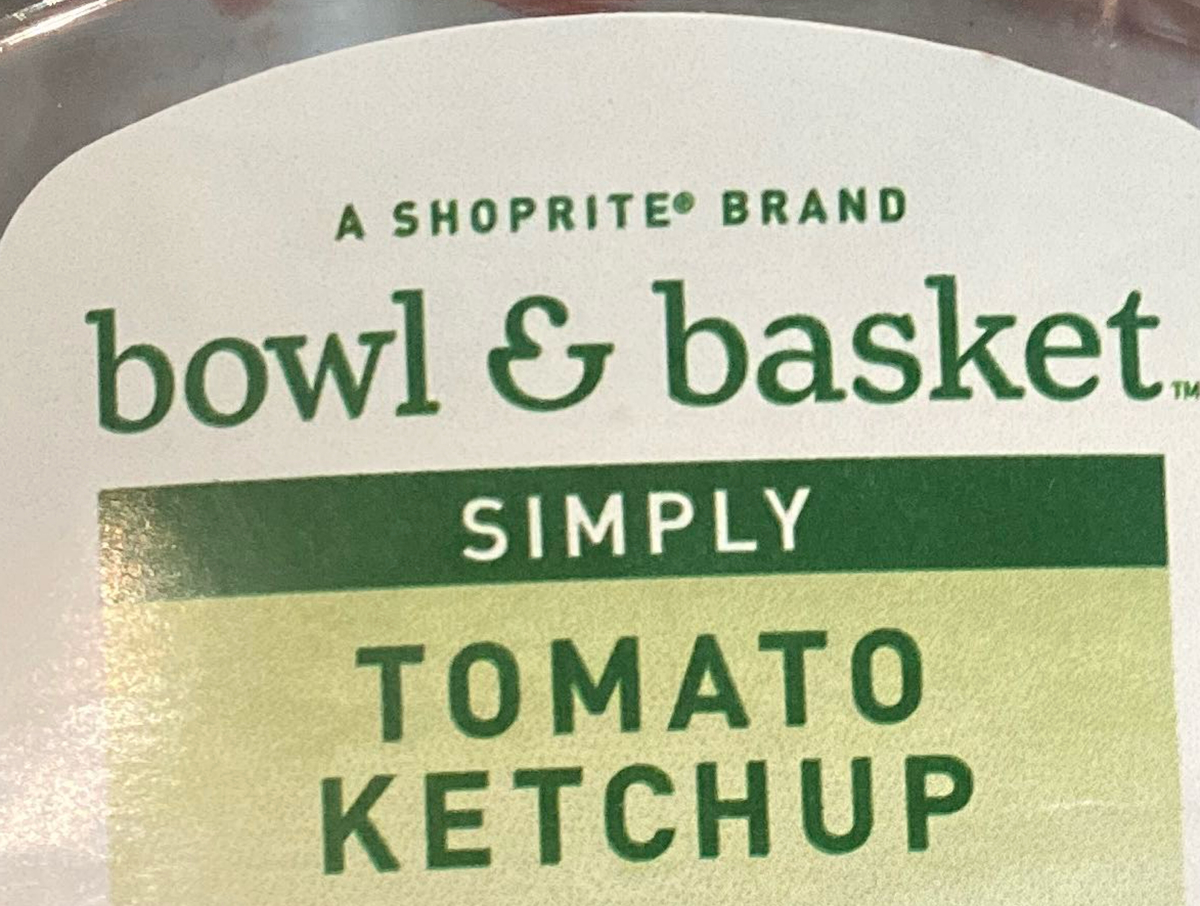 A SHOPRITE® BRAND
bowl & basket™
SIMPLY
TOMATO
KETCHUP